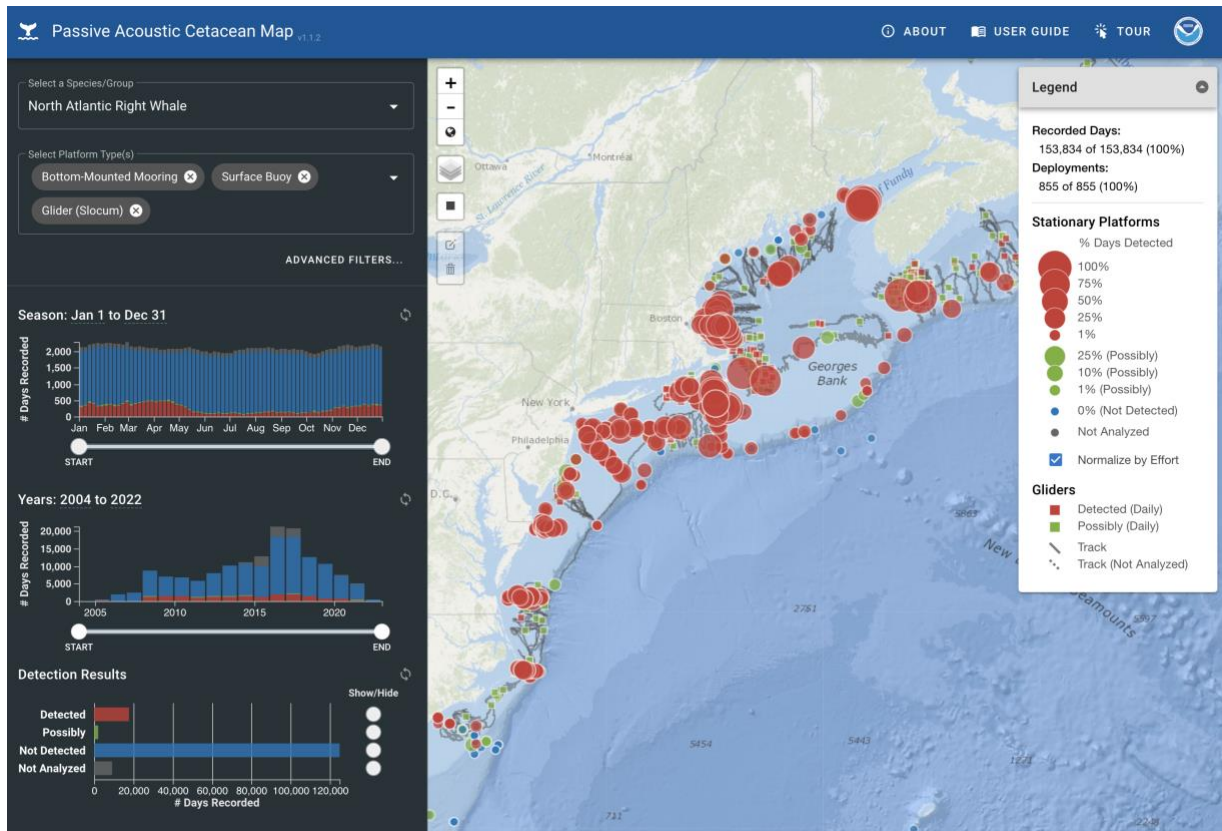 Passive Acoustic Cetacean Map v1.1.2
ABOUT
USER GUIDE
TOUR
Select a Species/Group
North Atlantic Right Whale
Select Platform Type(s)
Bottom-Mounted Mooring
Surface Buoy
Glider (Slocum)
ADVANCED FILTERS...
Season: Jan 1 to Dec 31
# Days Recorded
2,000
1,500
1,000
500
0
Jan Feb Mar Apr May Jun Jul Aug Sep Oct Nov Dec
START
END
Years: 2004 to 2022
# Days Recorded
20,000
15,000
10,000
5,000
0
2005 2010 2015 2020
START
END
Detection Results
Show/Hide
Detected
Possibly
Not Detected
Not Analyzed
0 20,000 40,000 60,000 80,000 100,000 120,000
# Days Recorded
+
-
Ottawa
Montréal
St. Lawrence River
of Fundy
Boston
Georges
Bank
New York
Philadelphia
D.C.
New
Seamounts
2761
5454
5443
711
Legend
Recorded Days:
153,834 of 153,834 (100%)
Deployments:
855 of 855 (100%)
Stationary Platforms
% Days Detected
100%
75%
50%
25%
1%
25% (Possibly)
10% (Possibly)
1% (Possibly)
0% (Not Detected)
Not Analyzed
Normalize by Effort
Gliders
Detected (Daily)
Possibly (Daily)
Track
Track (Not Analyzed)